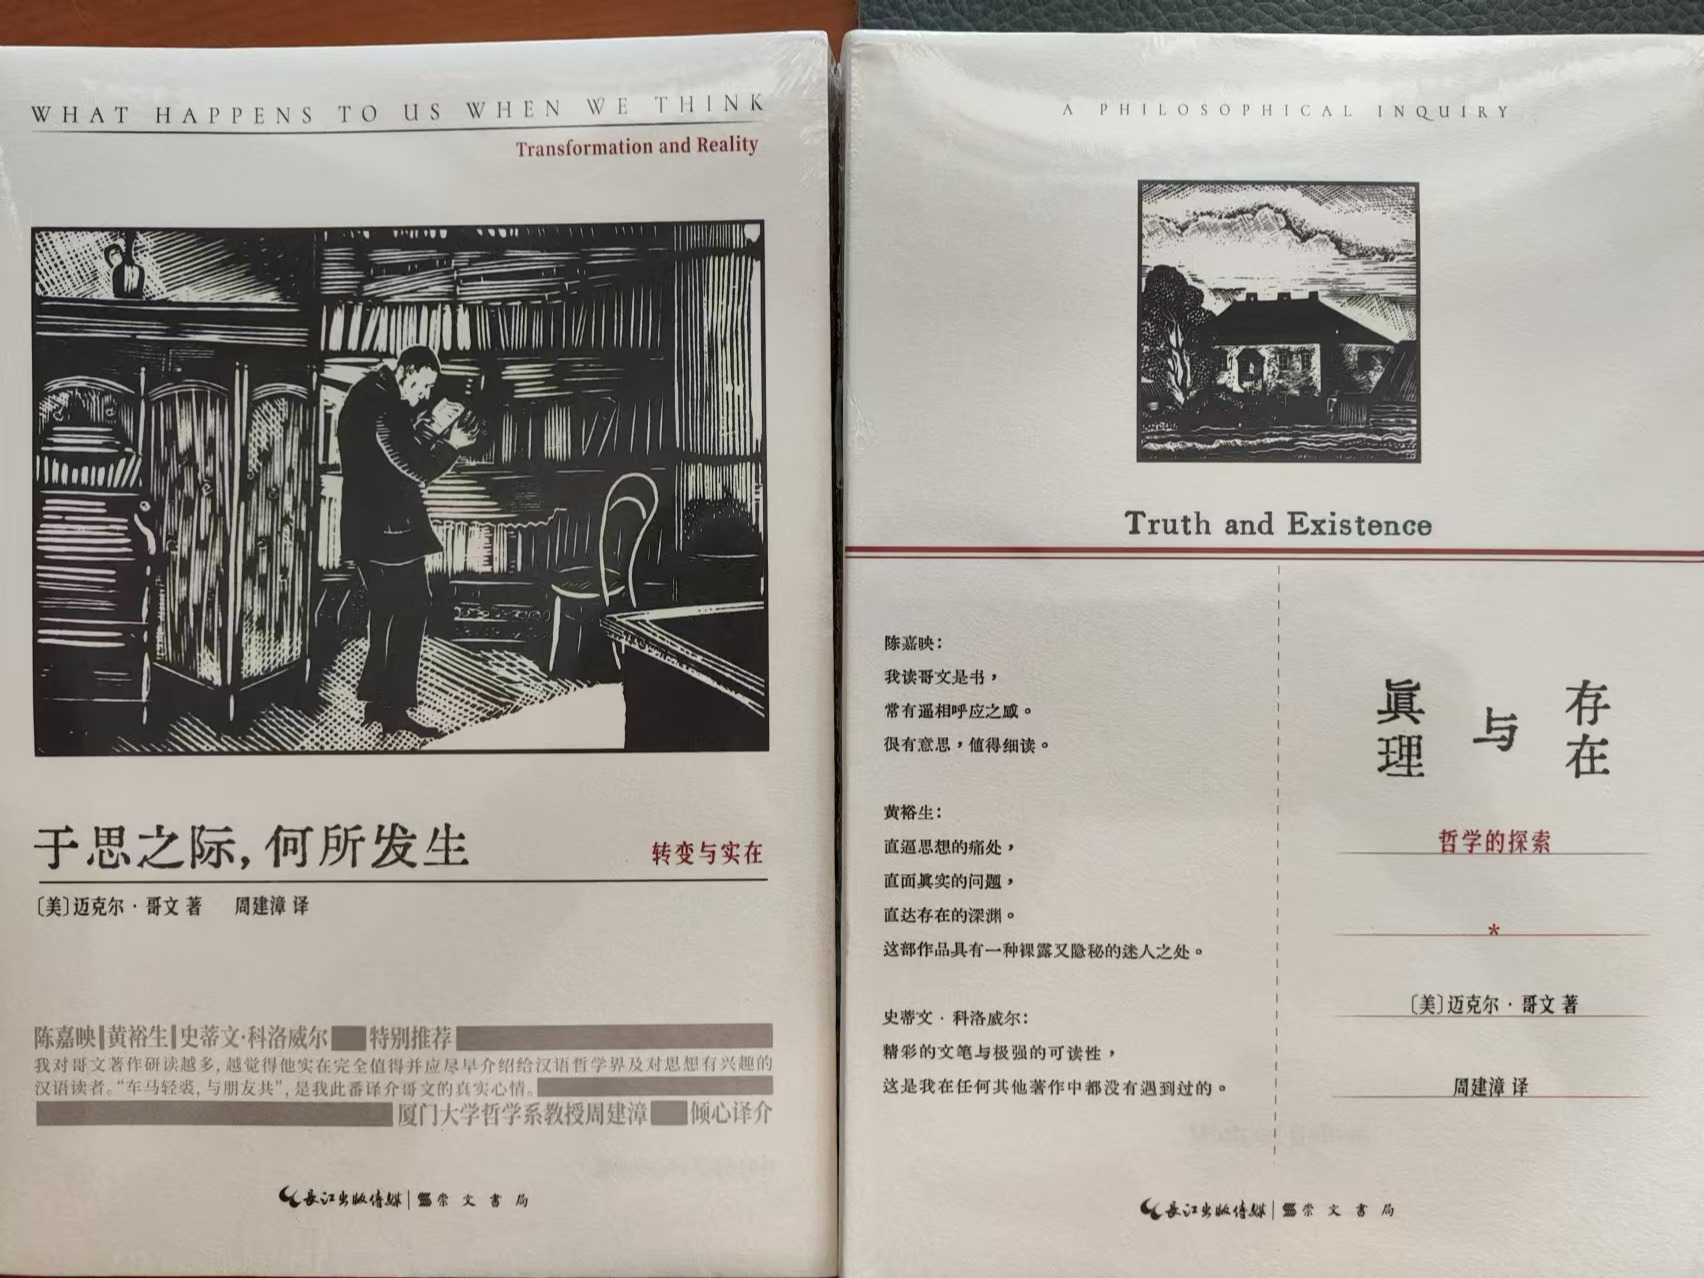 WHAT HAPPENS TO US WHEN WE THINK
Transformation and Reality
于思之际,何所发生
转变与实在
〔美〕迈克尔·哥文 著 周建漳 译
陈嘉映|黄裕生|史蒂文·科洛威尔 特别推荐
我对哥文著作研读越多,越觉得他实在完全值得并应尽早介绍给汉语哲学界及对思想有兴趣的
汉语读者。“车马轻裘,与朋友共”,是我此番译介哥文的真实心情。
厦门大学哲学系教授周建漳 倾心译介
長江出版传媒|崇文書局
A PHILOSOPHICAL INQUIRY
Truth and Existence
陈嘉映:
我读哥文是书,
常有遥相呼应之感。
很有意思,值得细读。
黄裕生:
直逼思想的痛处,
直面真实的问题,
直达存在的深渊。
这部作品具有一种裸露又隐秘的迷人之处。
史蒂文·科洛威尔:
精彩的文笔与极强的可读性,
这是我在任何其他著作中都没有遇到过的。
真理
与
存在
哲学的探索
*
〔美〕迈克尔·哥文 著
周建漳 译
長江出版传媒|崇文書局